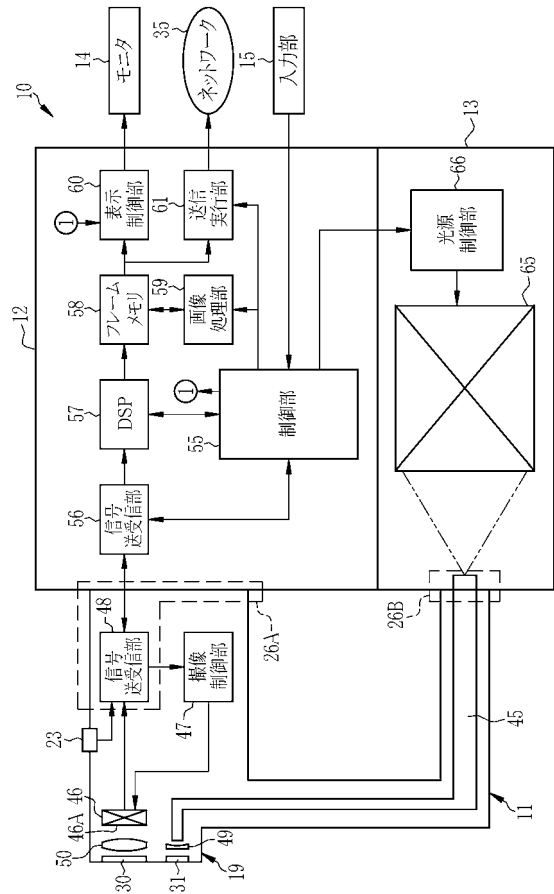 10
12
14
モニタ
35
ネットワーク
15
入力部
60
表示
制御部
1
61
送信
実行部
58
フレーム
メモリ
59
画像
処理部
57
DSP
1
55
制御部
56
信号
送受信部
13
66
光源
制御部
65
26A
26B
48
信号
送受信部
47
撮像
制御部
23
46
46A
50
30
49
31
19
45
11